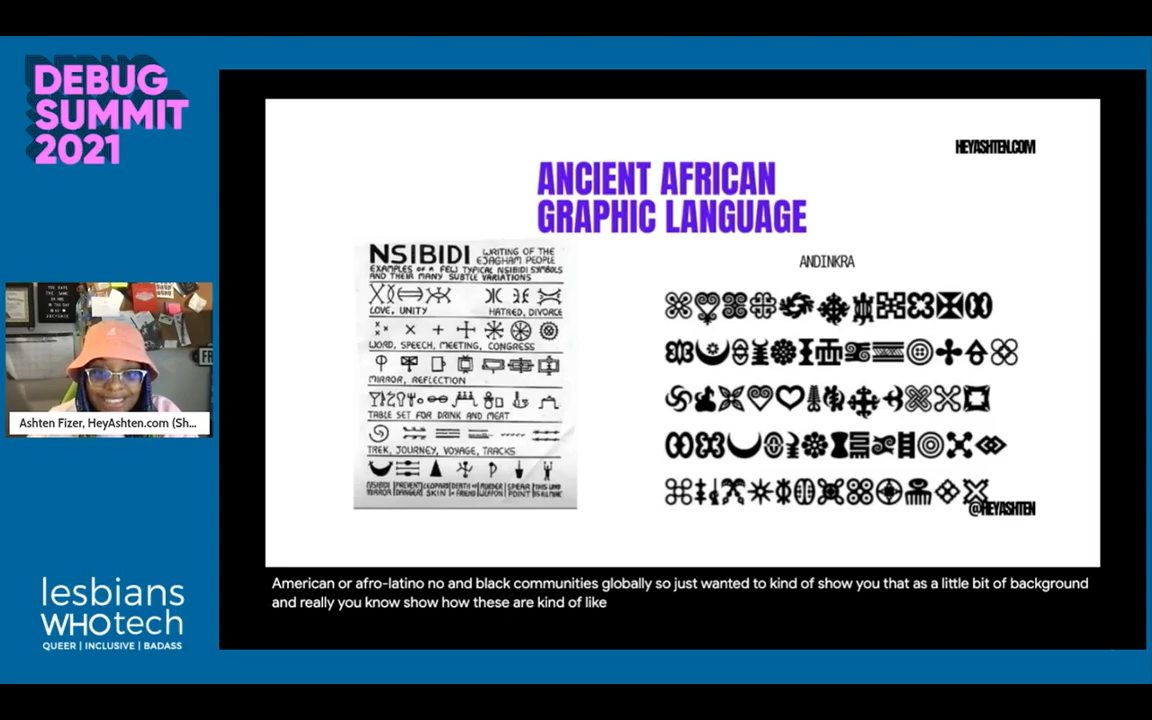 DEBUG
SUMMIT
2021
HEYASHTEN.COM
ANCIENT AFRICAN
GRAPHIC LANGUAGE
NSIBIDI
WRITING OF THE
EJAGHAM PEOPLE
EXAMPLES OF A FEW TYPICAL NSIBIDI SYMBOLS
AND THEIR MANY SUBTLE VARIATIONS
LOVE, UNITY
HATRED, DIVORCE
WORD, SPEECH, MEETING, CONGRESS
MIRROR, REFLECTION
TABLE SET FOR DRINK AND MEAT
TREK, JOURNEY, VOYAGE, TRACKS
ANDINKRA
@HEYASHTEN
Ashten Fizer, HeyAshten.com (Sh...
American or afro-latino no and black communities globally so just wanted to kind of show you that as a little bit of background
and really you know show how these are kind of like
lesbians
WHOtech
QUEER | INCLUSIVE | BADASS